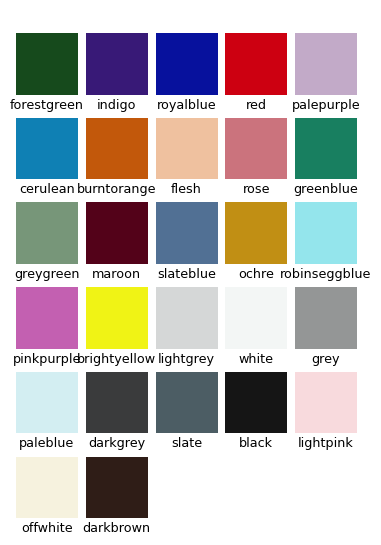 forestgreen indigo royalblue red palepurple
cerulean burntorange flesh rose greenblue
greygreen maroon slateblue ochre robinseggblue
pinkpurple brightyellow lightgrey white grey
paleblue darkgrey slate black lightpink
offwhite darkbrown